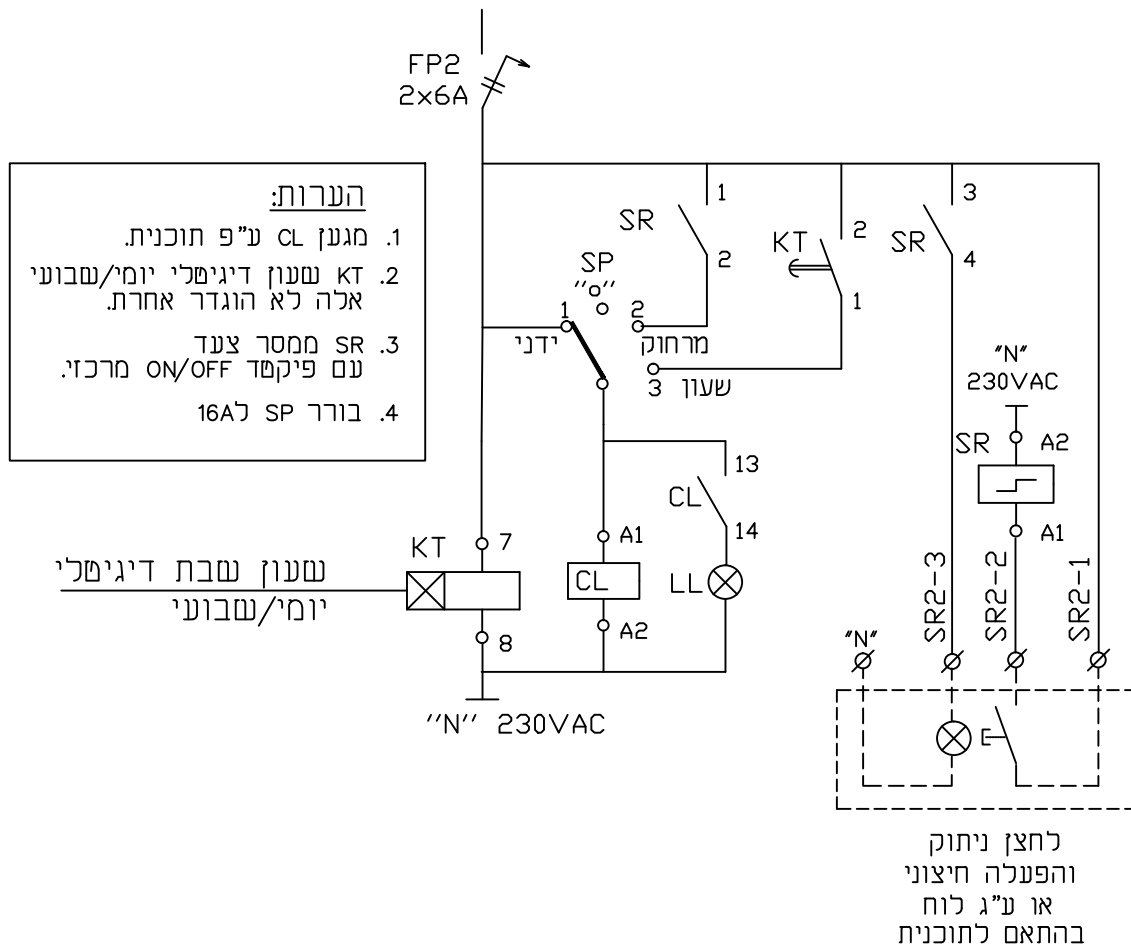 FP2
2x6A
הערות:
1. מגען CL ע"פ תוכנית.
2. KT שעון דיגיטלי יומי/שבועי
אלה לא הוגדר אחרת.
3. SR ממסר צעד
עם פיקטד ON/OFF מרכזי.
4. בורר SP ל16A
SP
"0"
1
2
3
ידני
מרחוק
שעון
SR
1
2
KT
2
1
SR
3
4
"N"
230VAC
SR
A2
A1
13
CL
14
LL
A1
CL
A2
KT
7
8
שעון שבת דיגיטלי
יומי/שבועי
"N" 230VAC
"N"
SR2-3
SR2-2
SR2-1
לחצן ניתוק
והפעלה חיצוני
או ע"ג לוח
בהתאם לתוכנית